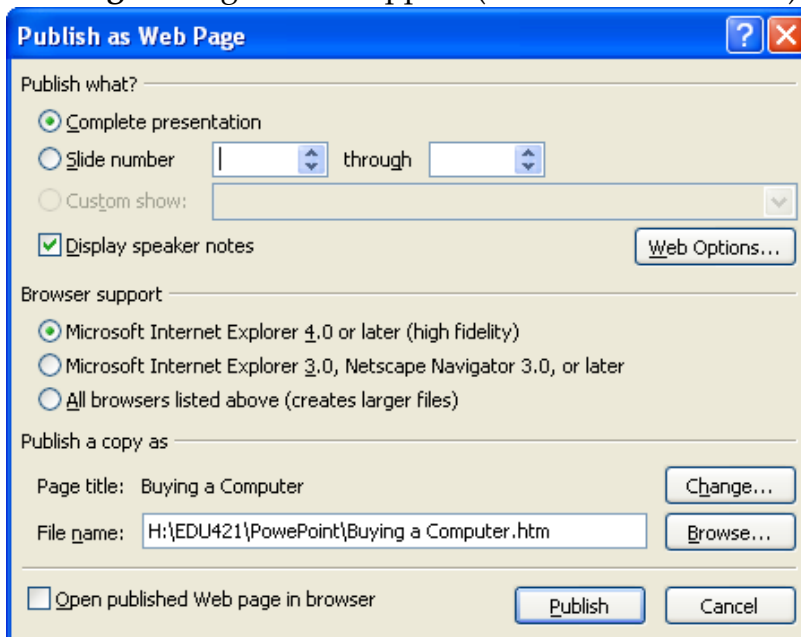 Publish as Web Page
Publish what?
Complete presentation
Slide number through
Custom show:
Display speaker notes Web Options...
Browser support
Microsoft Internet Explorer 4.0 or later (high fidelity)
Microsoft Internet Explorer 3.0, Netscape Navigator 3.0, or later
All browsers listed above (creates larger files)
Publish a copy as
Page title: Buying a Computer Change...
File name: H:\EDU421\PowePoint\Buying a Computer.htm Browse...
Open published Web page in browser Publish Cancel